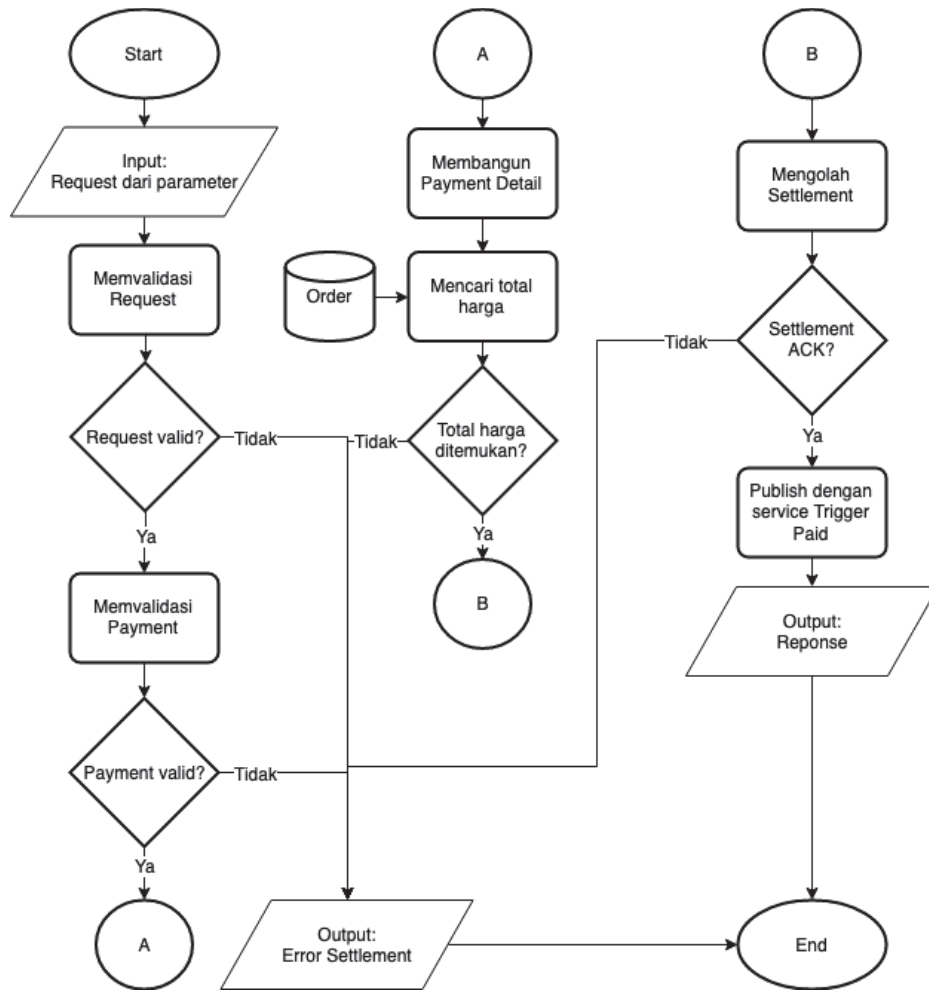 Start
Input:
Request dari parameter
Memvalidasi
Request
Request valid?
Tidak
Ya
Memvalidasi
Payment
Payment valid?
Tidak
Ya
A
A
Membangun
Payment Detail
Order
Mencari total
harga
Total harga
ditemukan?
Tidak
Ya
B
Output:
Error Settlement
B
Mengolah
Settlement
Settlement
ACK?
Tidak
Ya
Publish dengan
service Trigger
Paid
Output:
Reponse
End